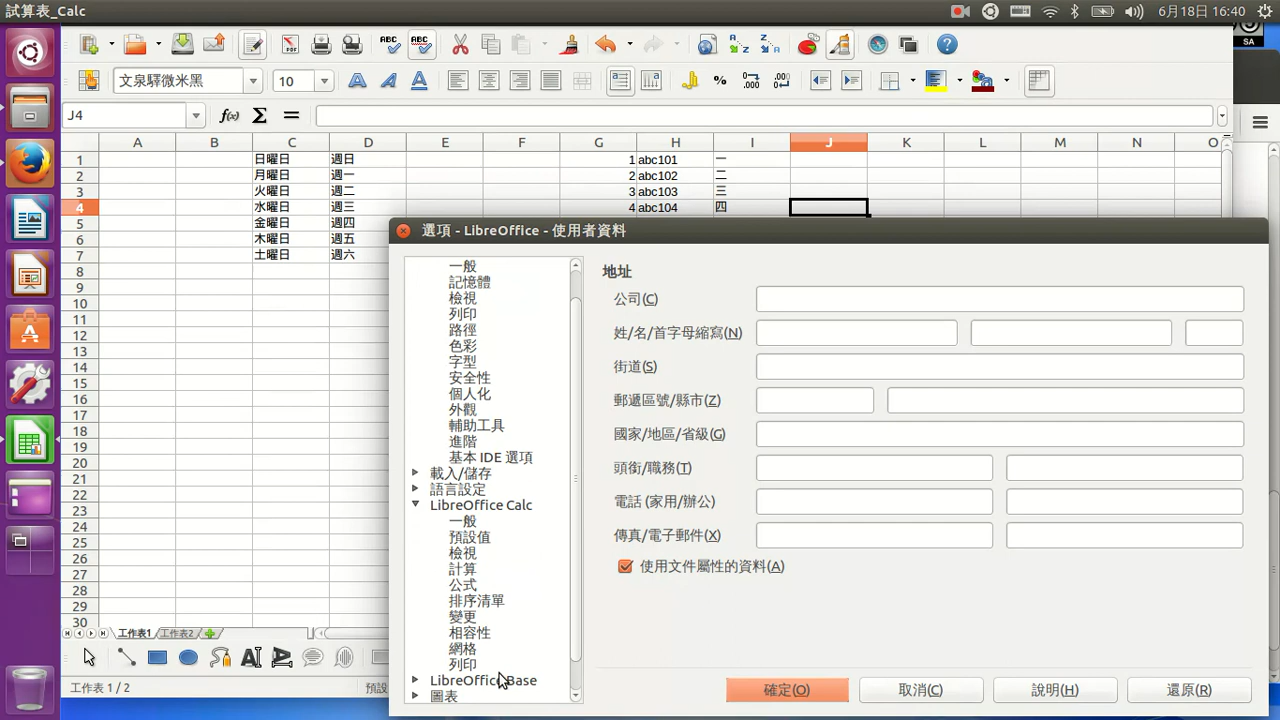 試算表_Calc
6月18日 16:40
SA
文泉驛微米黑
10
J4
A B C D E F G H I J K L M N O
1 日曜日 週日 1 abc101 一
2 月曜日 週一 2 abc102 二
3 火曜日 週二 3 abc103 三
4 水曜日 週三 4 abc104 四
5 金曜日 週四
6 木曜日 週五
7 土曜日 週六
8
9
10
11
12
13
14
15
16
17
18
19
20
21
22
23
24
25
26
27
28
29
30
選項 - LibreOffice - 使用者資料
一般
記憶體
檢視
列印
路徑
色彩
字型
安全性
個人化
外觀
輔助工具
進階
基本 IDE 選項
載入/儲存
語言設定
LibreOffice Calc
一般
預設值
檢視
計算
公式
排序清單
變更
相容性
網格
列印
LibreOffice Base
圖表
地址
公司(C)
姓/名/首字母縮寫(N)
街道(S)
郵遞區號/縣市(Z)
國家/地區/省級(G)
頭銜/職務(T)
電話 (家用/辦公)
傳真/電子郵件(X)
使用文件屬性的資料(A)
確定(O) 取消(C) 說明(H) 還原(R)
工作表1 工作表2
工作表 1 / 2 預設